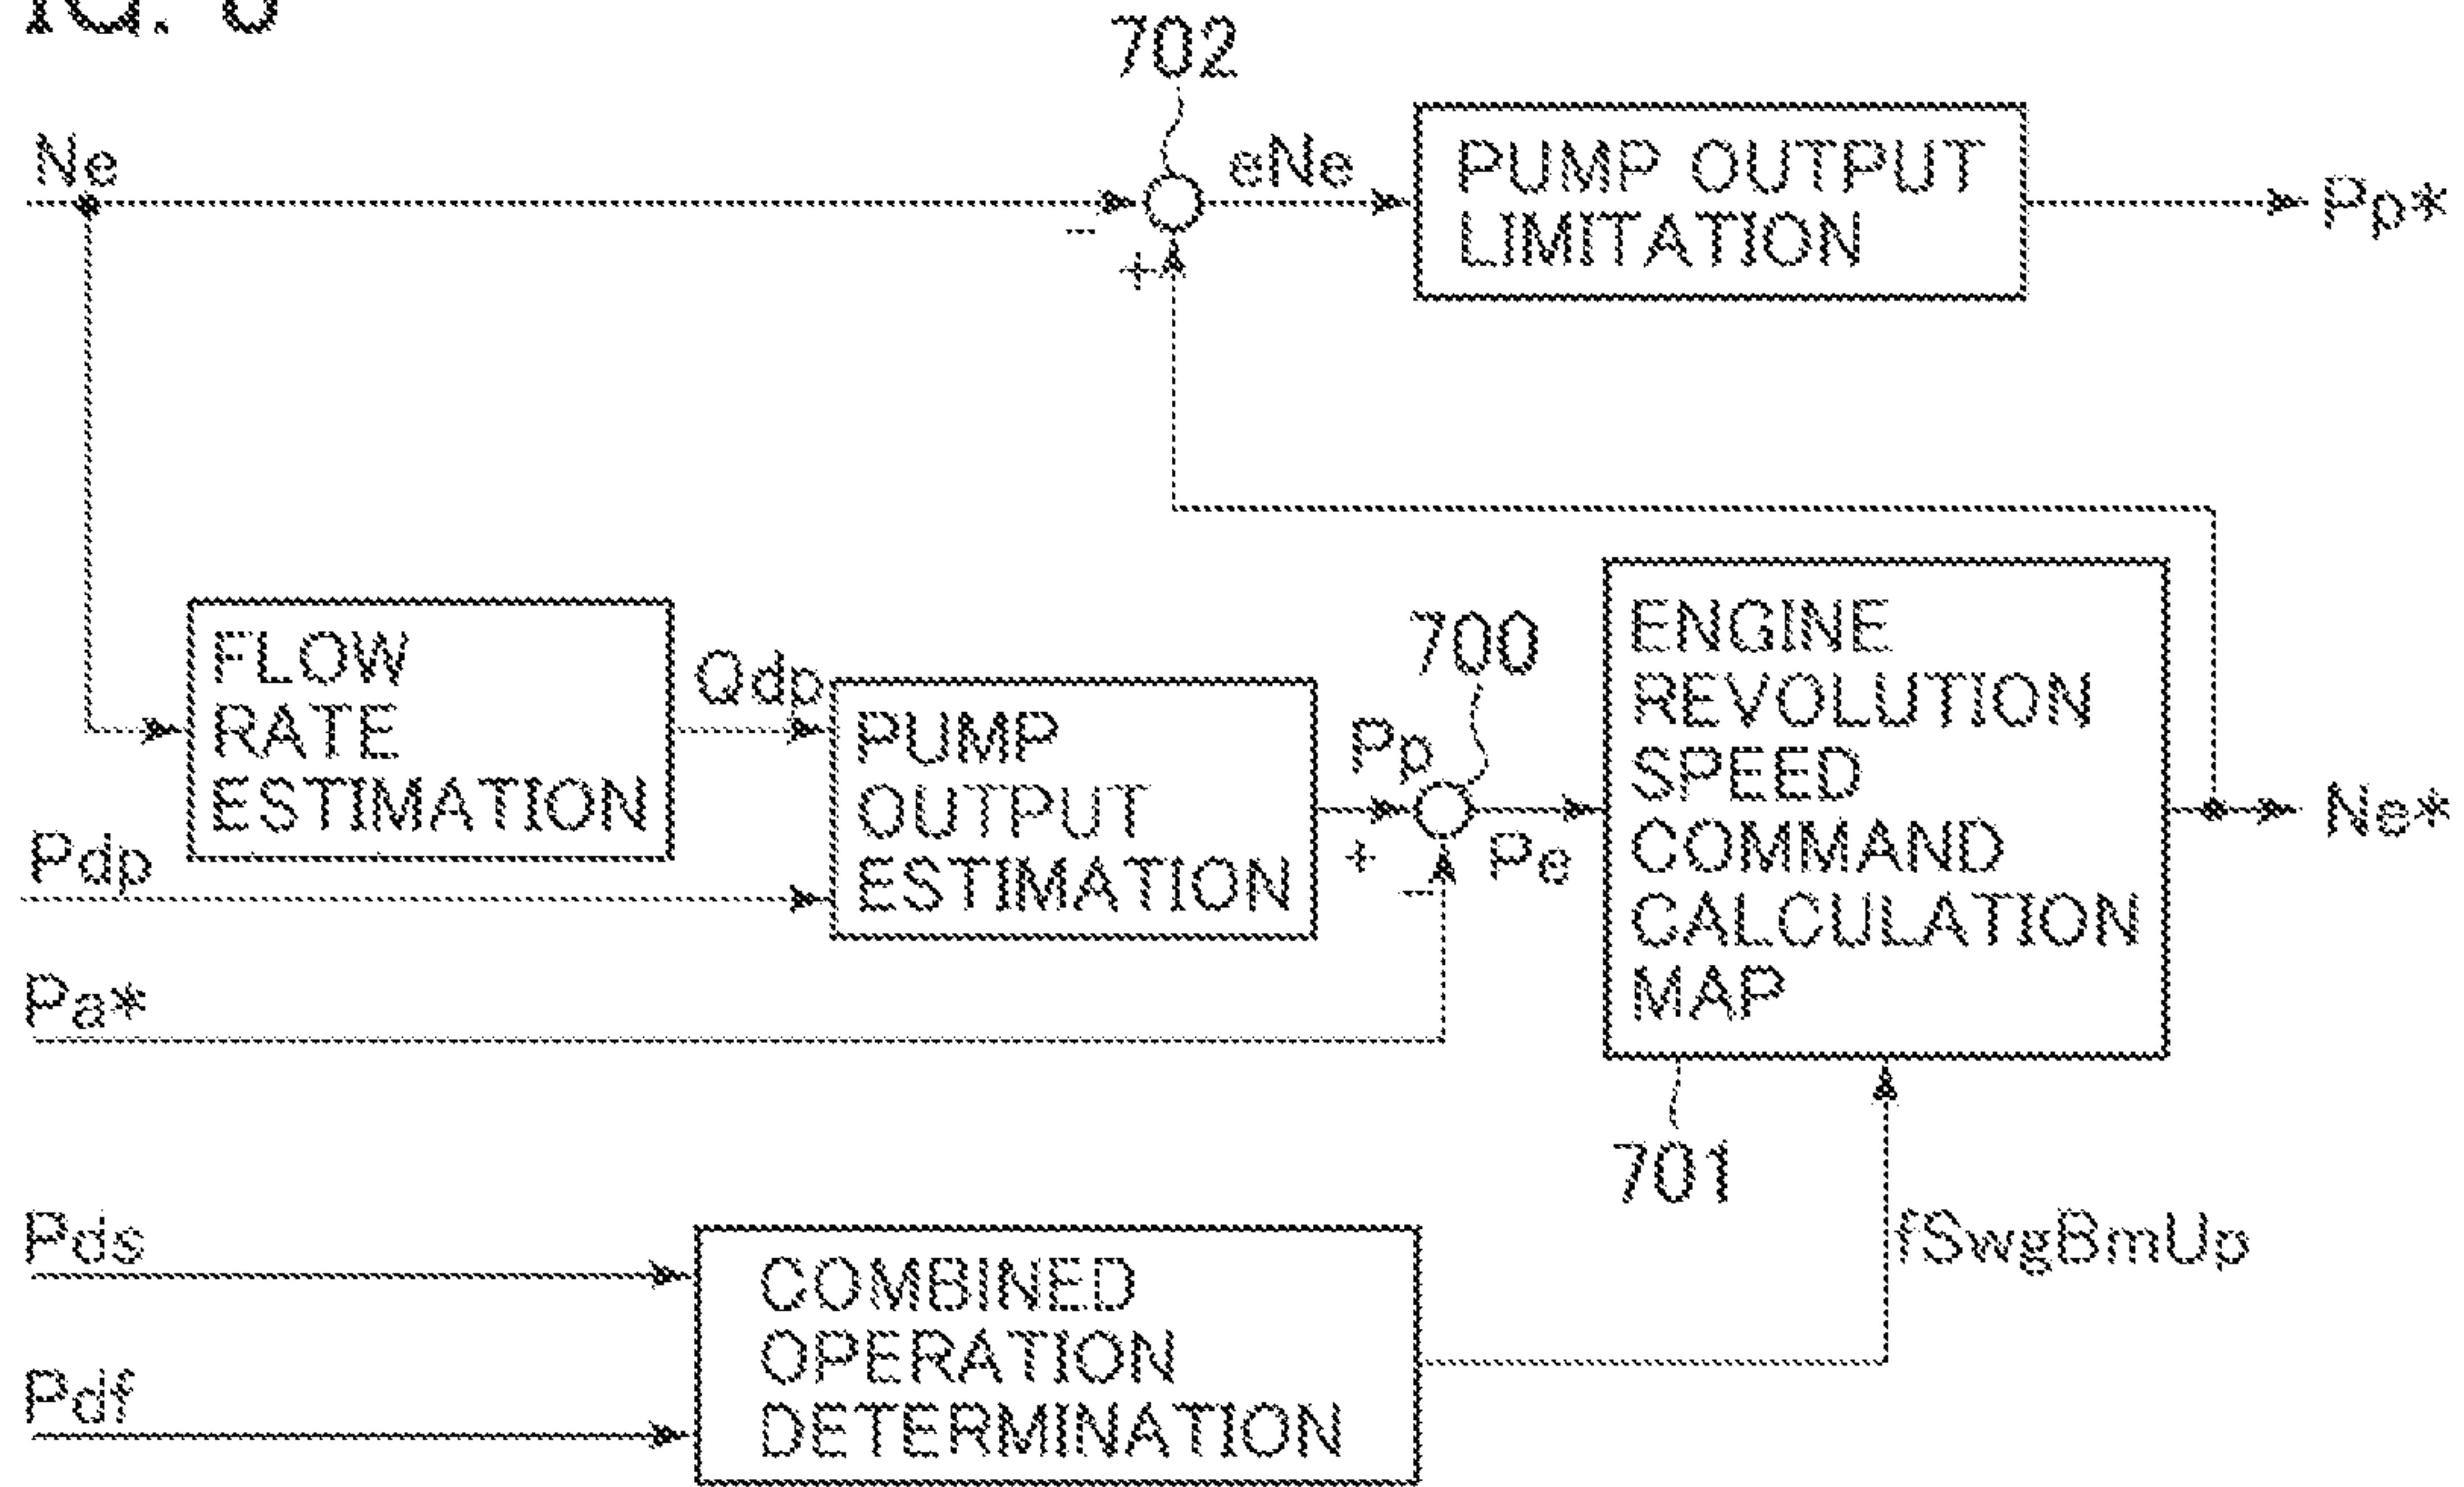 702
Ne
eNe
PUMP OUTPUT
LIMITATION
Pp*
-
+
FLOW
RATE
ESTIMATION
Qdp
PUMP
OUTPUT
ESTIMATION
Pp
700
+
-
Pe
ENGINE
REVOLUTION
SPEED
COMMAND
CALCULATION
MAP
Ne*
Pdp
Pa*
701
Pds
Pdf
COMBINED
OPERATION
DETERMINATION
fSwgBmUp